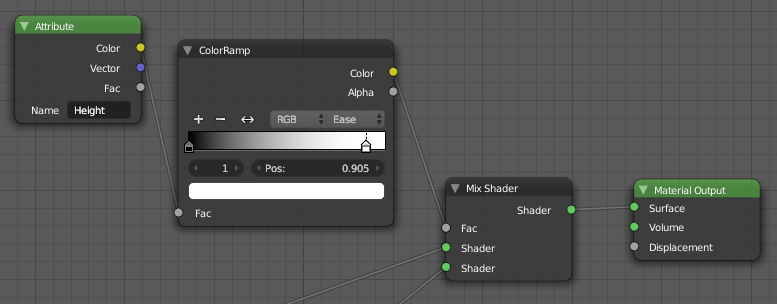 Attribute
Color
Vector
Fac
Name Height
ColorRamp
Color
Alpha
RGB Ease
1 Pos: 0.905
Fac
Mix Shader
Shader
Fac
Shader
Shader
Material Output
Surface
Volume
Displacement